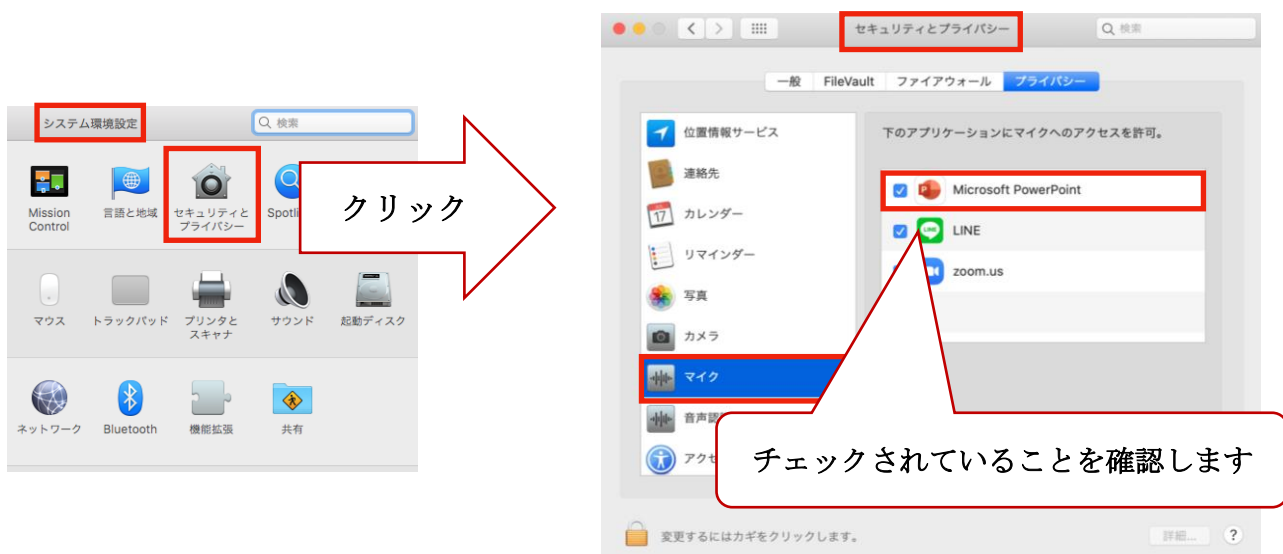 システム環境設定
検索
Mission
Control
言語と地域
セキュリティと
プライバシー
マウス
トラックパッド
プリンタと
スキャナ
サウンド
起動ディスク
ネットワーク
Bluetooth
機能拡張
共有
クリック
セキュリティとプライバシー
検索
一般
FileVault
ファイアウォール
プライバシー
位置情報サービス
連絡先
17
カレンダー
リマインダー
写真
カメラ
マイク
下のアプリケーションにマイクへのアクセスを許可。
Microsoft PowerPoint
LINE
zoom.us
チェックされていることを確認します
変更するにはカギをクリックします。
詳細...
?